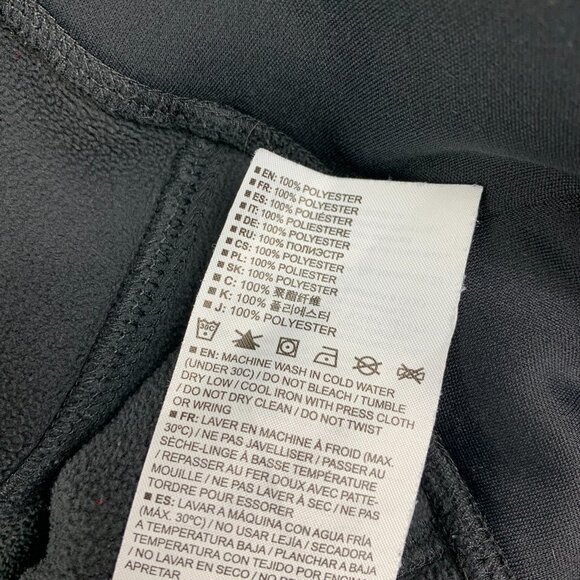 ■ EN: 100% POLYESTER
■ FR: 100% POLYESTER
■ ES: 100% POLIÉSTER
■ IT: 100% POLIESTERE
■ DE: 100% POLYESTER
■ RU: 100% ПОЛИЭСТР
■ CS: 100% POLYESTER
■ PL: 100% POLYESTER
■ SK: 100% POLYESTER
■ C: 100% 聚酯纤维
■ K: 100% 폴리에스터
■ J: 100% POLYESTER
30C
■ EN: MACHINE WASH IN COLD WATER
(UNDER 30C) / DO NOT BLEACH / TUMBLE
DRY LOW / COOL IRON WITH PRESS CLOTH
/ DO NOT DRY CLEAN / DO NOT TWIST
OR WRING
■ FR: LAVER EN MACHINE À FROID (MAX.
30°C) / NE PAS JAVELLISER / PASSAGE AU
SÈCHE-LINGE À BASSE TEMPÉRATURE
/ REPASSER AU FER DOUX AVEC PATTE-
MOUILLE / NE PAS LAVER À SEC / NE PAS
TORDRE POUR ESSORER
■ ES: LAVAR A MÁQUINA CON AGUA FRÍA
(MÁX. 30°C) / NO USAR LEJÍA / SECADORA
A TEMPERATURA BAJA / PLANCHAR A BAJA
TEMPERATURA CON TEJIDO POR ENCIMA
/ NO LAVAR EN SECO / NO
APRETAR